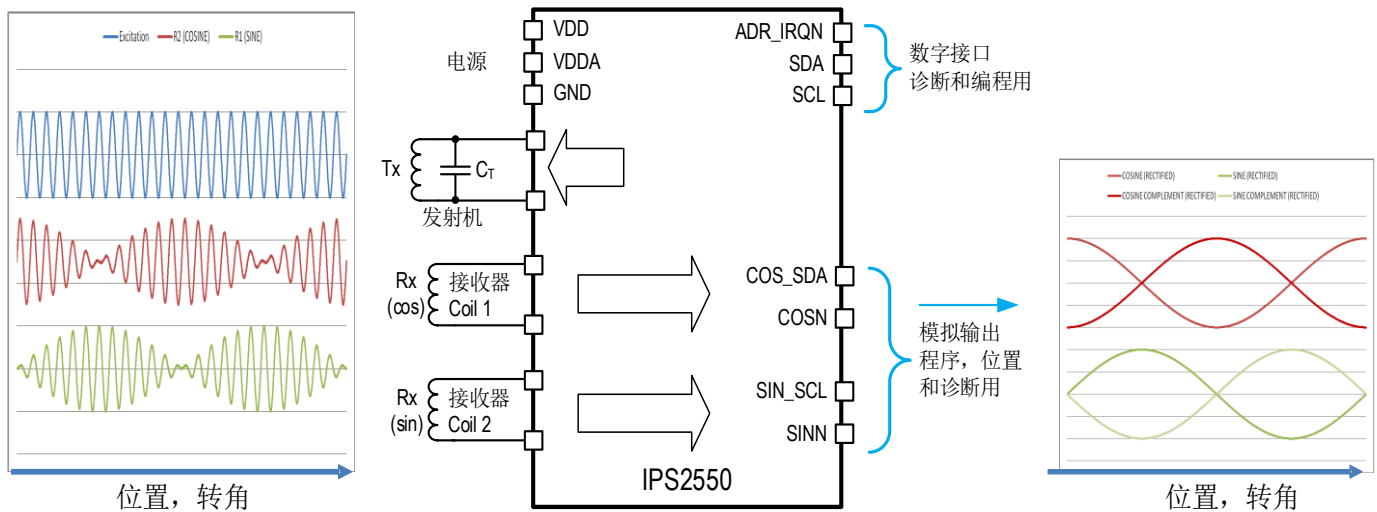 Excitation R2 (COSINE) R1 (SINE)
位置，转角
电源
VDD
VDDA
GND
Tx
C_T
发射机
Rx
(cos)
接收器
Coil 1
Rx
(sin)
接收器
Coil 2
ADR_IRQN
SDA
SCL
数字接口
诊断和编程用
COS_SDA
COSN
SIN_SCL
SINN
IPS2550
模拟输出
程序，位置
和诊断用
COSINE (RECTIFIED) SINE (RECTIFIED)
COSINE COMPLEMENT (RECTIFIED) SINE COMPLEMENT (RECTIFIED)
位置，转角